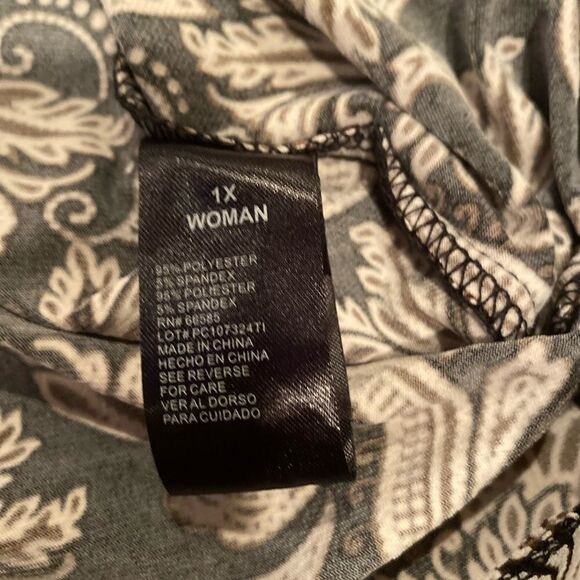 1X
WOMAN
95% POLYESTER
5% SPANDEX
95% POLIESTER
5% SPANDEX
RN# 66585
LOT# PC107324TI
MADE IN CHINA
HECHO EN CHINA
SEE REVERSE
FOR CARE
VER AL DORSO
PARA CUIDADO